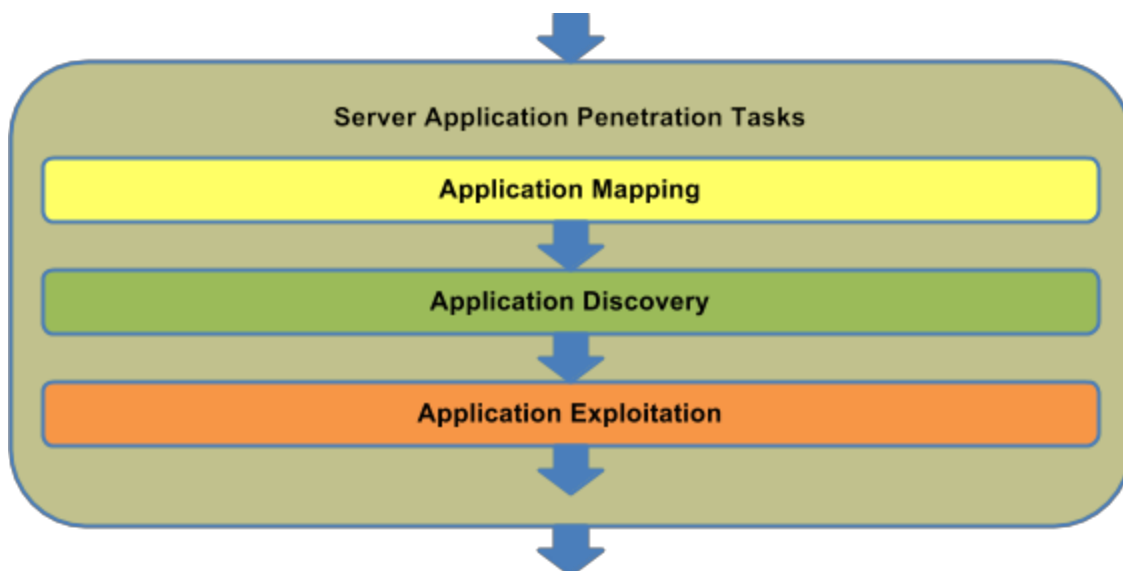 Server Application Penetration Tasks
Application Mapping
Application Discovery
Application Exploitation